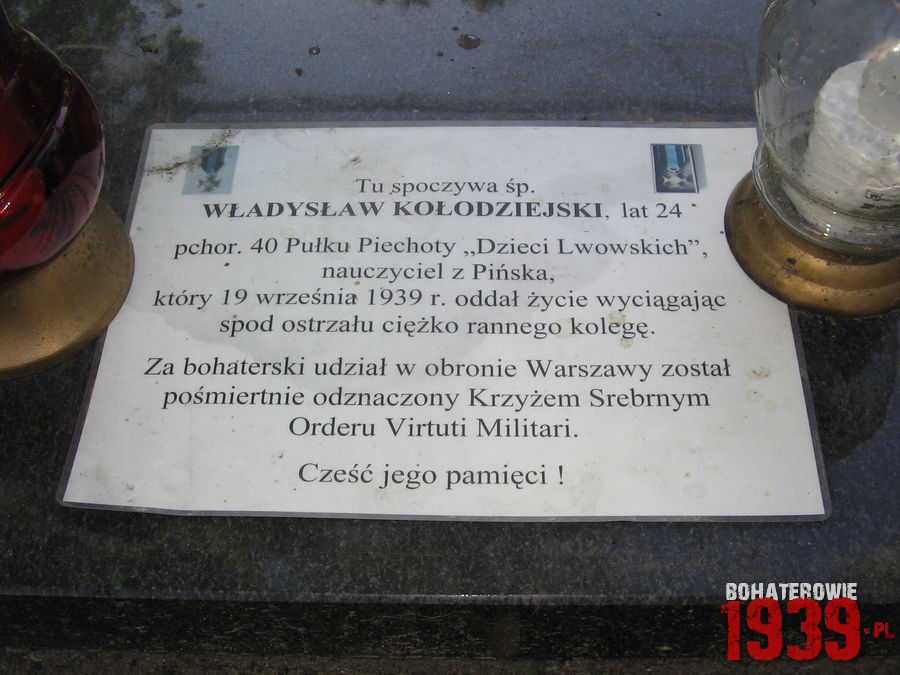 Tu spoczywa śp.
WŁADYSŁAW KOŁODZIEJSKI, lat 24
pchor. 40 Pułku Piechoty „Dzieci Lwowskich”,
nauczyciel z Pińska,
który 19 września 1939 r. oddał życie wyciągając
spod ostrzału ciężko rannego kolegę.
Za bohaterski udział w obronie Warszawy został
pośmiertnie odznaczony Krzyżem Srebrnym
Orderu Virtuti Militari.
Cześć jego pamięci !
BOHATEROWIE
1939.PL